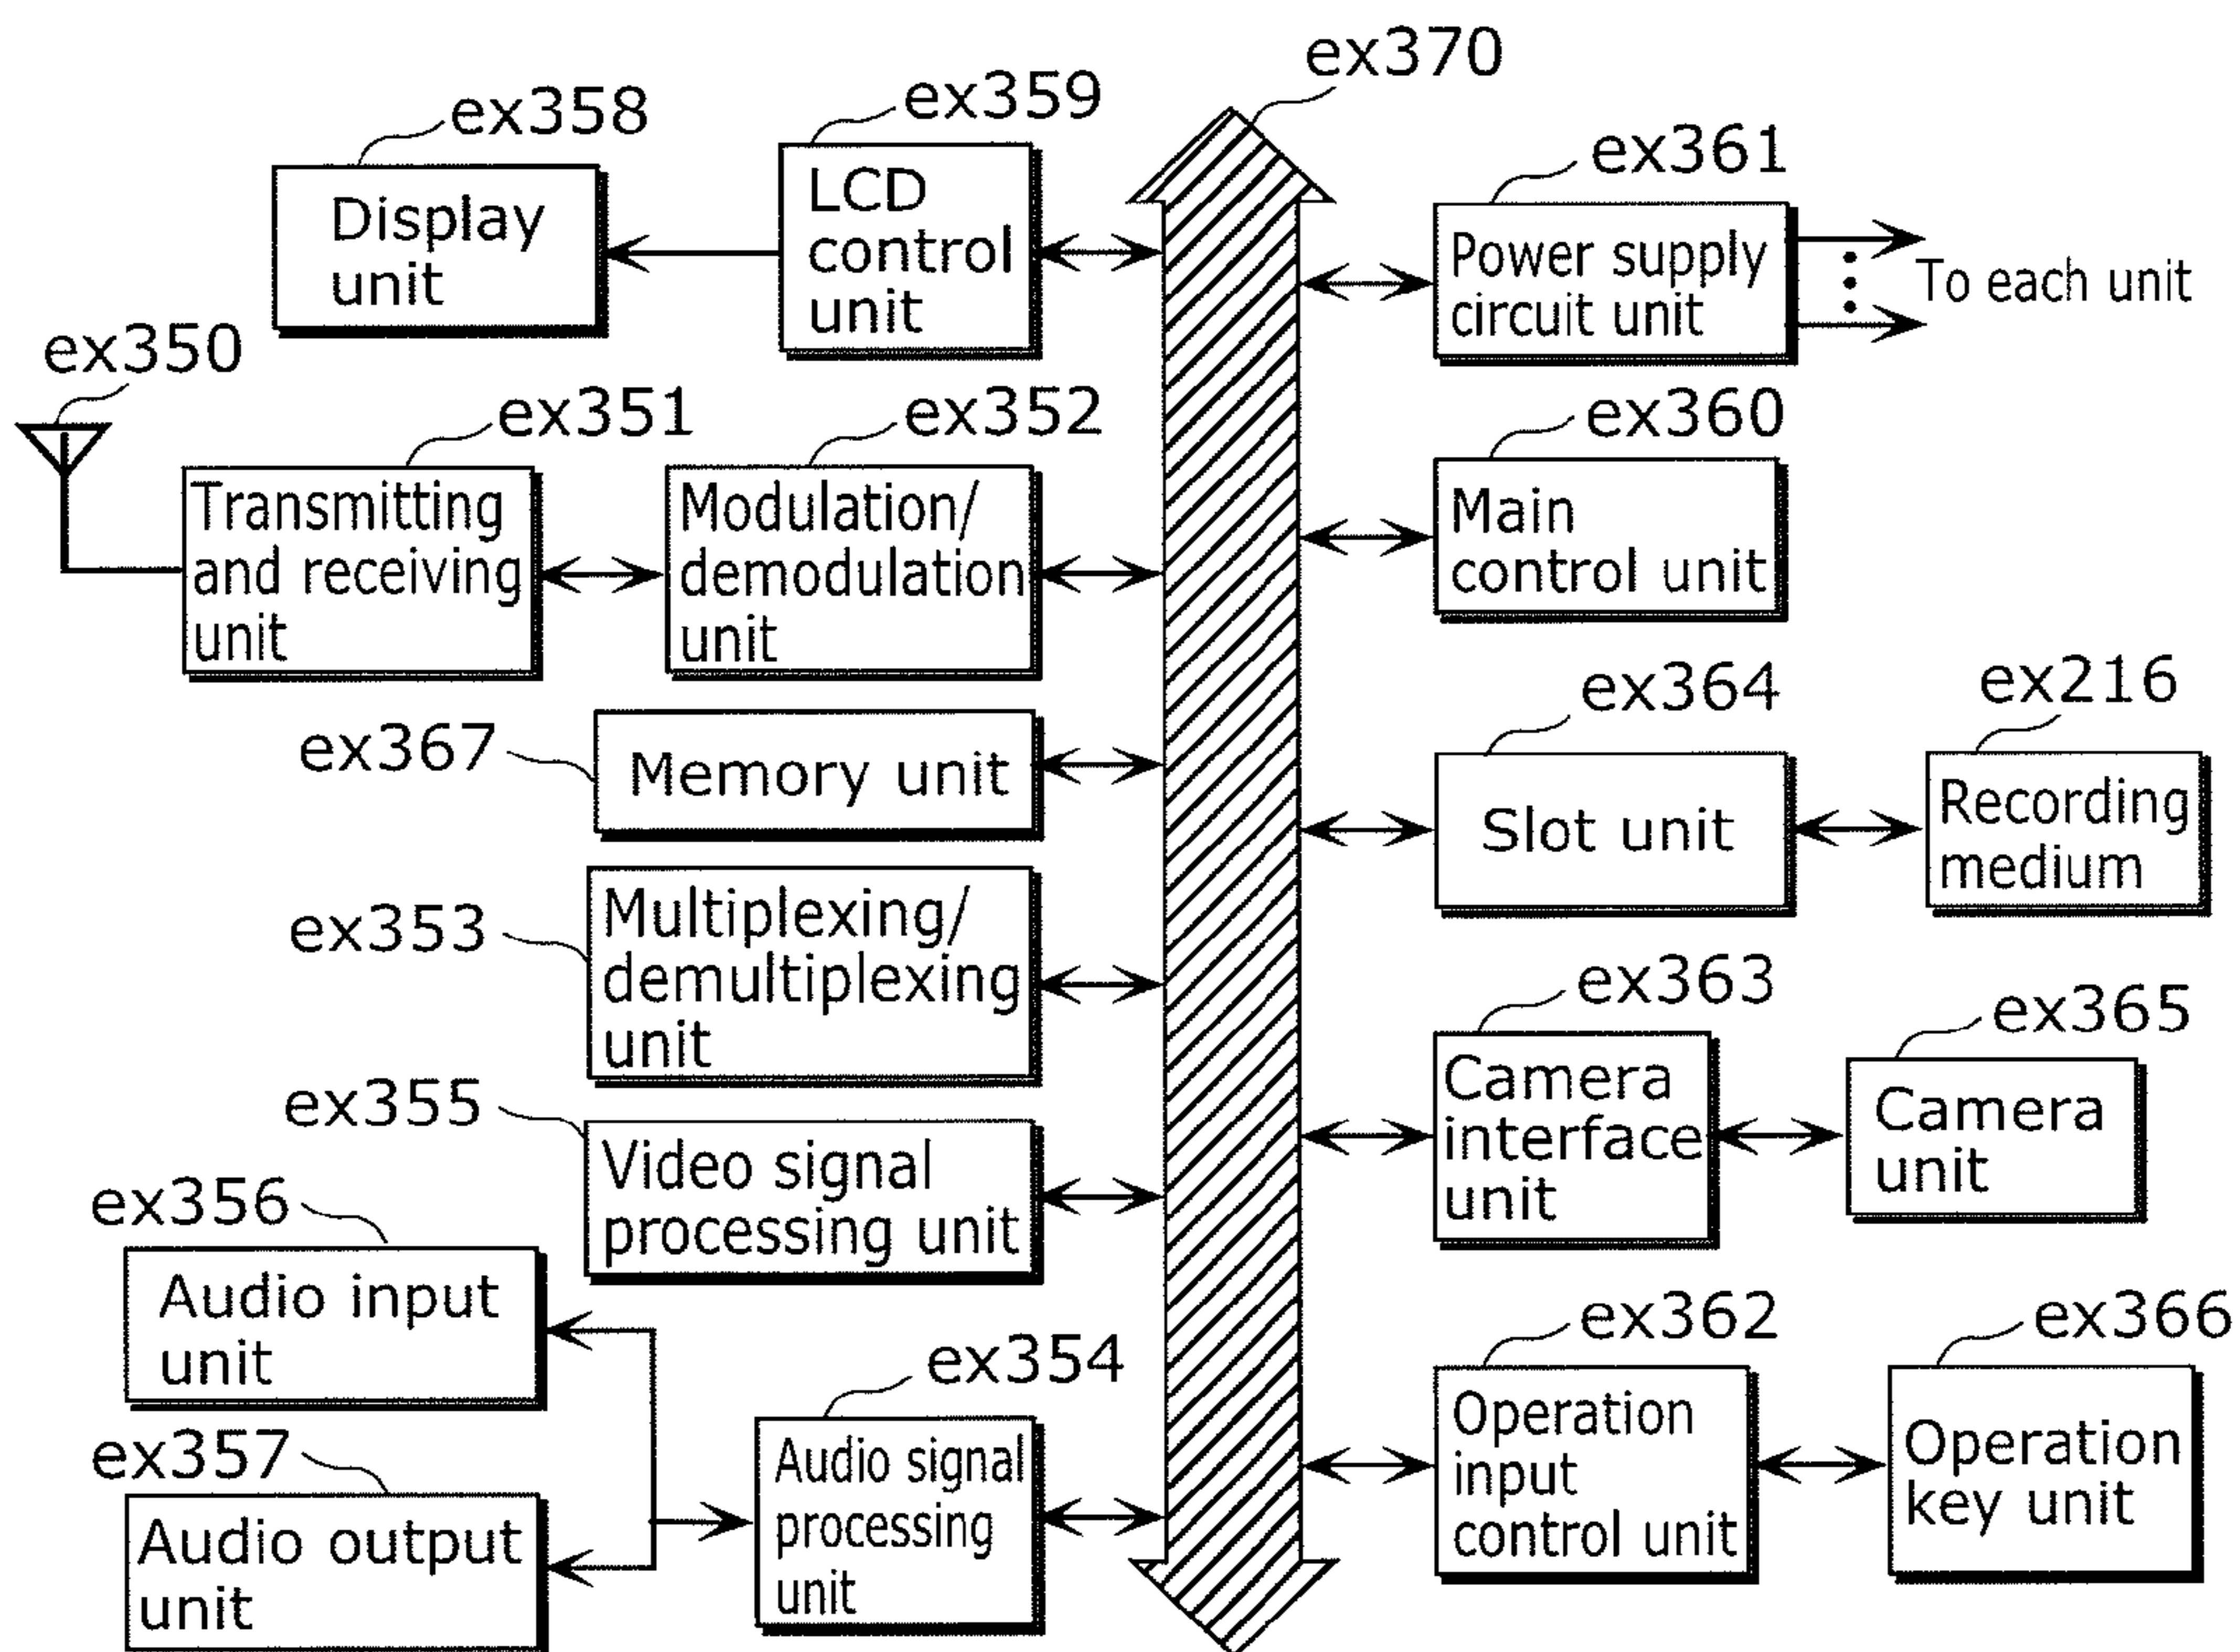 ex370
ex358
ex359
ex361
Display
unit
LCD
control
unit
Power supply
circuit unit
To each unit
ex350
ex351
ex352
ex360
Transmitting
and receiving
unit
Modulation/
demodulation
unit
Main
control unit
ex367
Memory unit
ex364
ex216
Slot unit
Recording
medium
ex353
Multiplexing/
demultiplexing
unit
ex363
ex365
Camera
interface
unit
Camera
unit
ex355
Video signal
processing unit
ex356
Audio input
unit
ex354
ex362
ex366
ex357
Audio output
unit
Audio signal
processing
unit
Operation
input
control unit
Operation
key unit